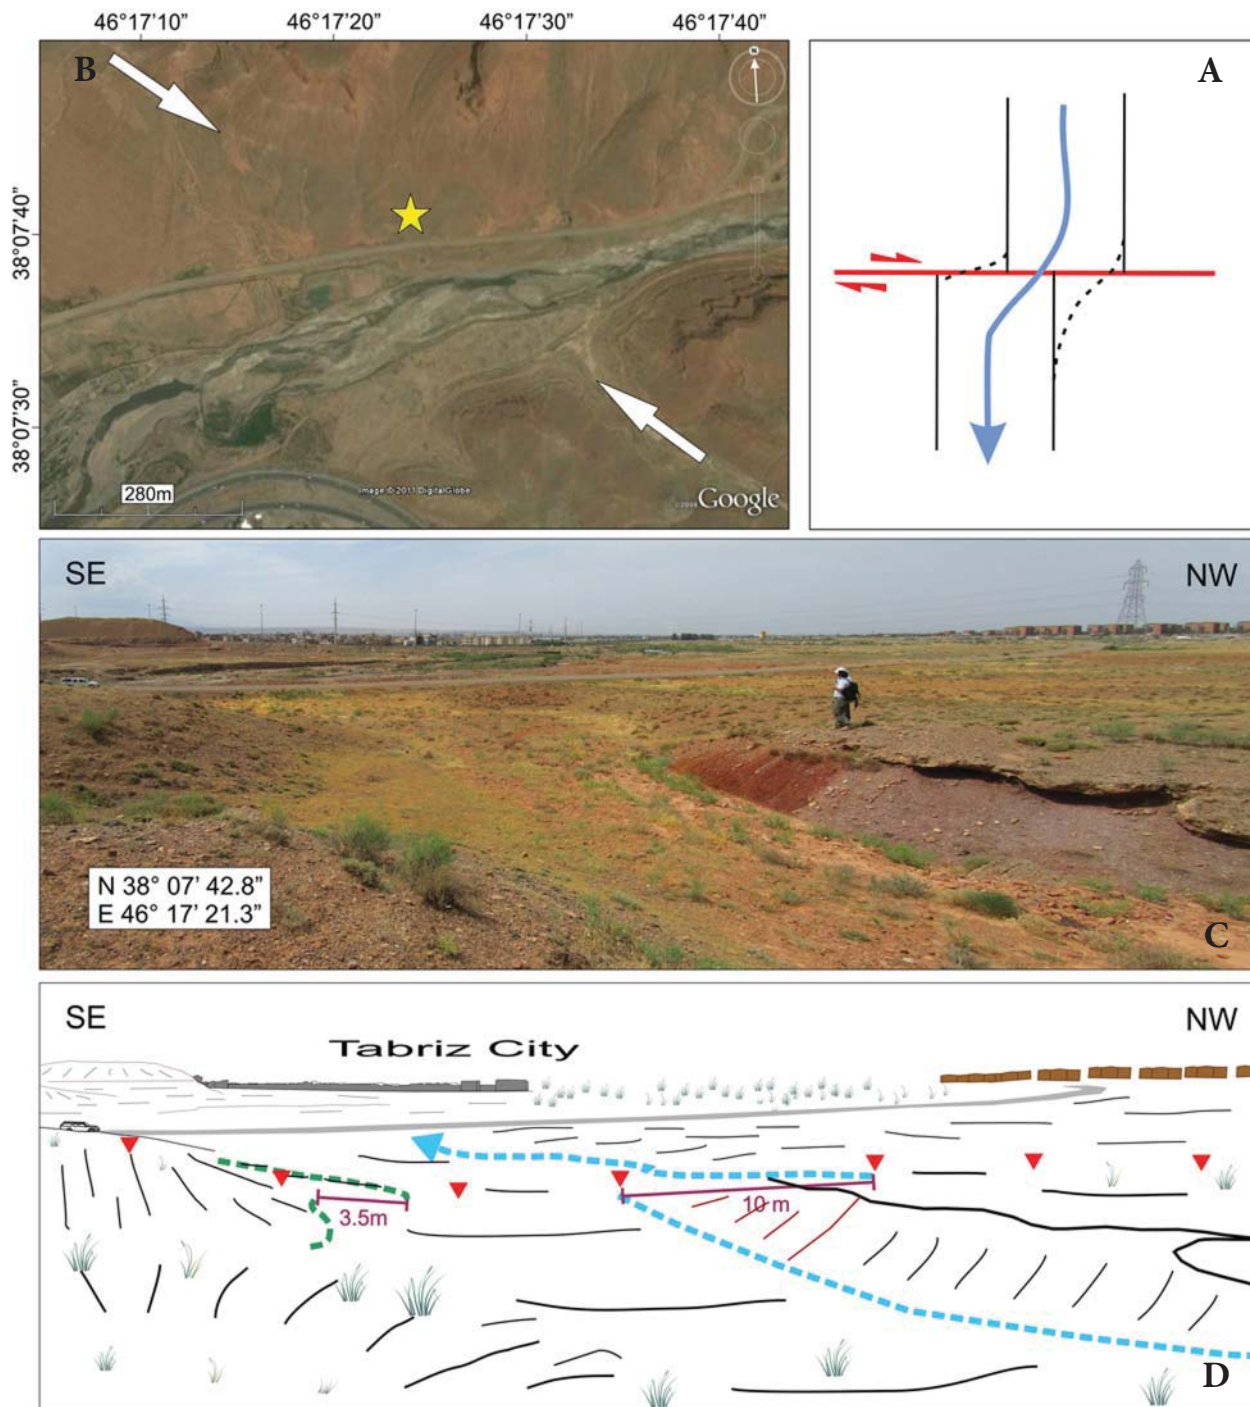 46°17’10” 46°17’20” 46°17’30” 46°17’40”
B
N
A
38°07’40”
38°07’30”
280m
Image © 2011 DigitalGlobe
©2009 Google
SE NW
N 38° 07’ 42.8”
E 46° 17’ 21.3”
C
SE NW
Tabriz City
3.5m
10 m
D